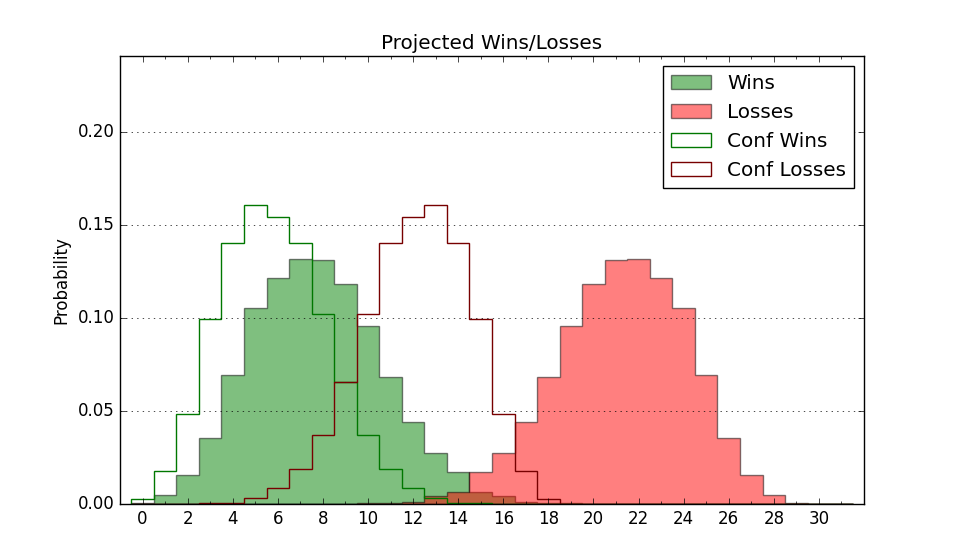 Projected Wins/Losses
Wins
Losses
Conf Wins
Conf Losses
Probability
0.20
0.15
0.10
0.05
0.00
0 2 4 6 8 10 12 14 16 18 20 22 24 26 28 30